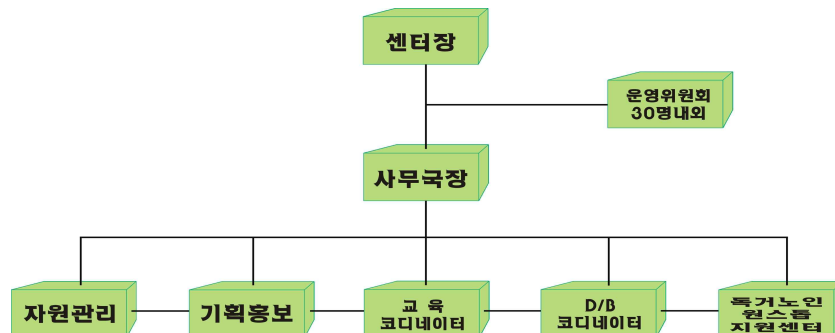 센터장
운영위원회
30명내외
사무국장
자원관리
기획홍보
교 육
코디네이터
D/B
코디네이터
독거노인
원스톱
지원센터